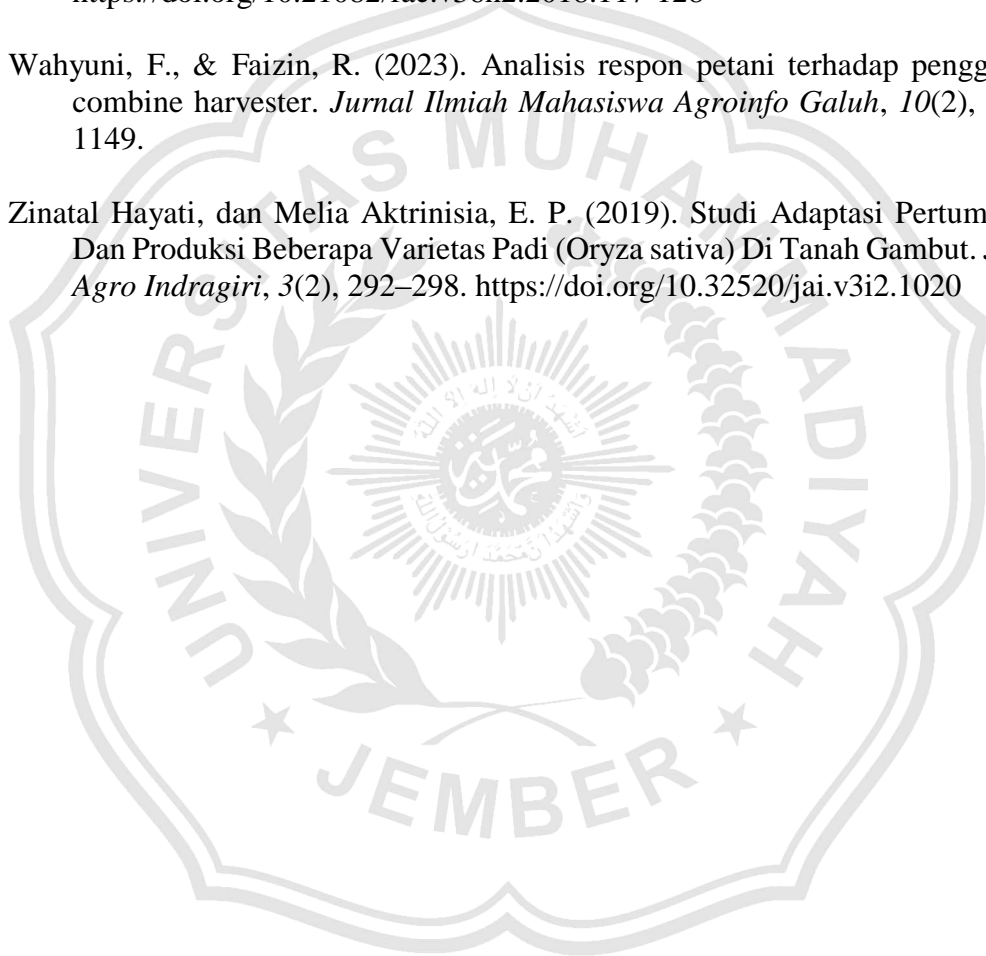 Wahyuni, F., & Faizin, R. (2023). Analisis respon petani terhadap pengg
combine harvester. Jurnal Ilmiah Mahasiswa Agroinfo Galuh, 10(2),
1149.
Zinatal Hayati, dan Melia Aktrinisia, E. P. (2019). Studi Adaptasi Pertum
Dan Produksi Beberapa Varietas Padi (Oryza sativa) Di Tanah Gambut.
Agro Indragiri, 3(2), 292–298. https://doi.org/10.32520/jai.v3i2.1020
UNIVERSITAS MUHAMMADIYAH
JEMBER